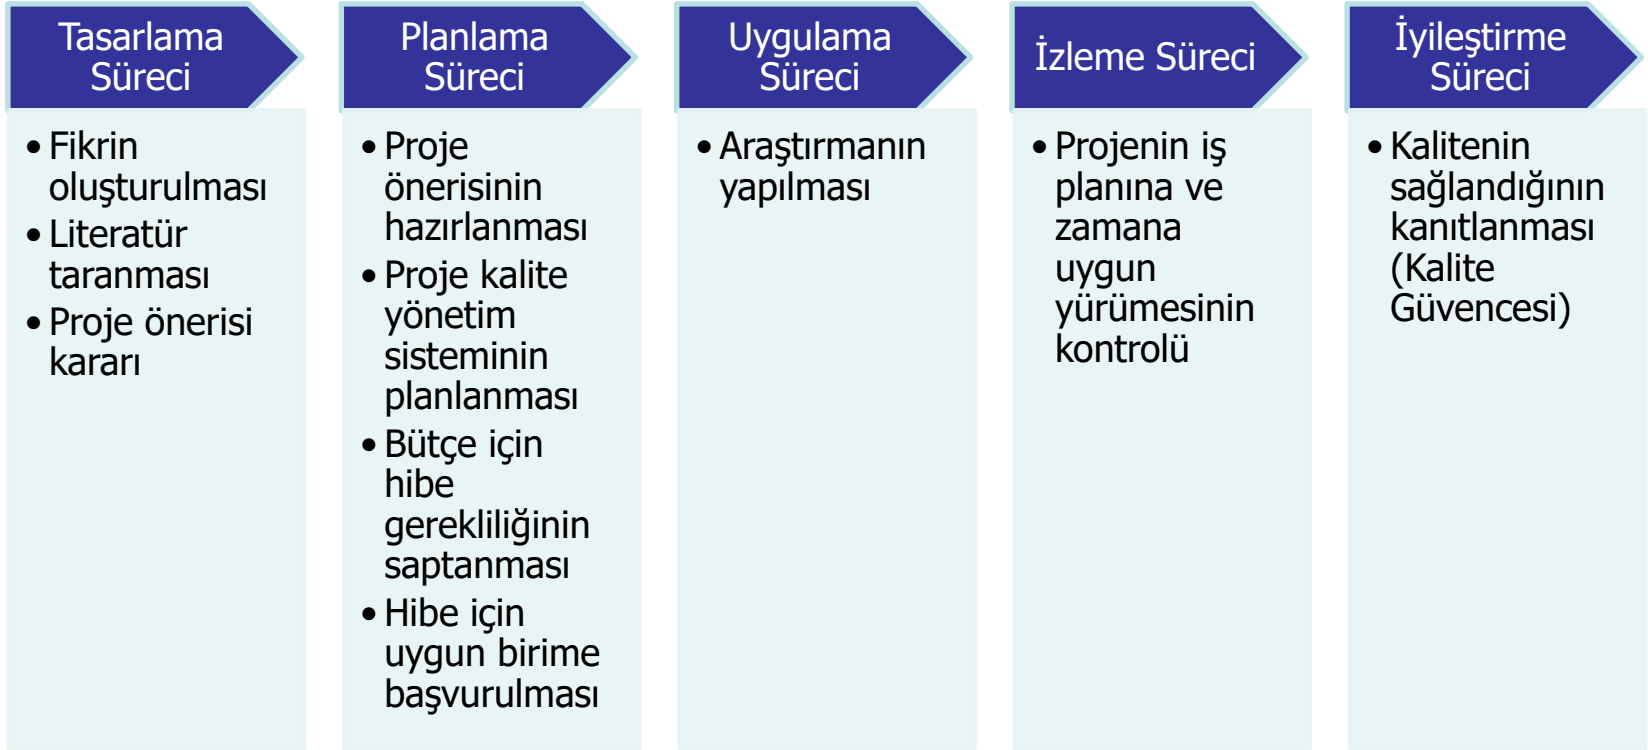 Tasarlama
Süreci
• Fikrin
oluşturulması
• Literatür
taranması
• Proje önerisi
kararı
Planlama
Süreci
• Proje
önerisinin
hazırlanması
• Proje kalite
yönetim
sisteminin
planlanması
• Bütçe için
hibe
gerekliliğinin
saptanması
• Hibe için
uygun birime
başvurulması
Uygulama
Süreci
• Araştırmanın
yapılması
İzleme Süreci
• Projenin iş
planına ve
zamana
uygun
yürümesinin
kontrolü
İyileştirme
Süreci
• Kalitenin
sağlandığının
kanıtlanması
(Kalite
Güvencesi)